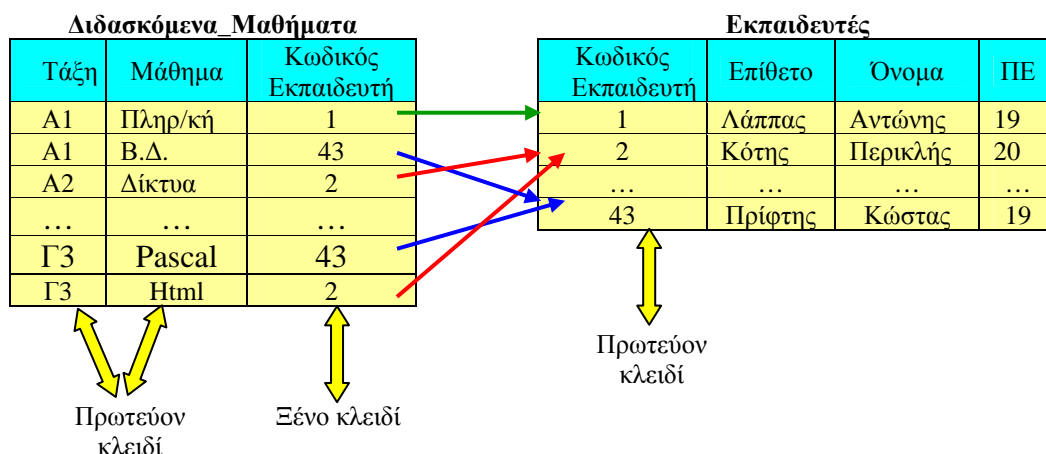 Διδασκόμενα_Μαθήματα
Τάξη Μάθημα Κωδικός Εκπαιδευτή
Α1 Πληρ/κή 1
Α1 Β.Δ. 43
Α2 Δίκτυα 2
… … …
Γ3 Pascal 43
Γ3 Html 2
Πρωτεύον
κλειδί
Ξένο κλειδί
Εκπαιδευτές
Κωδικός Εκπαιδευτή Επίθετο Όνομα ΠΕ
1 Λάππας Αντώνης 19
2 Κότης Περικλής 20
… … … …
43 Πρίφτης Κώστας 19
Πρωτεύον
κλειδί